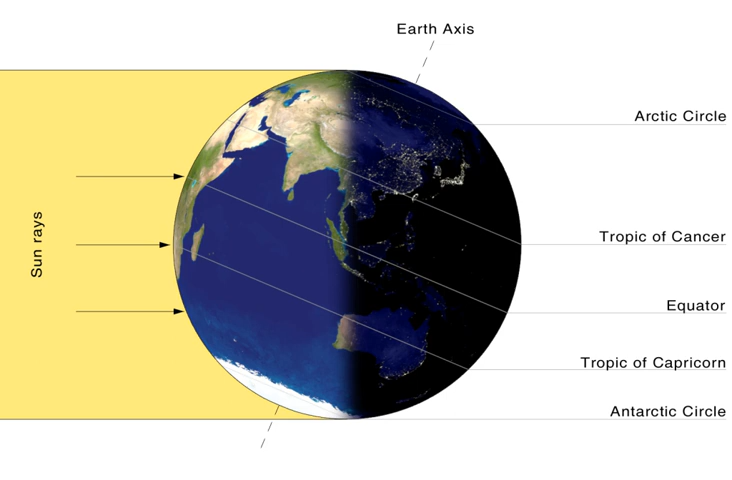 Earth Axis
Arctic Circle
Sun rays
Tropic of Cancer
Equator
Tropic of Capricorn
Antarctic Circle